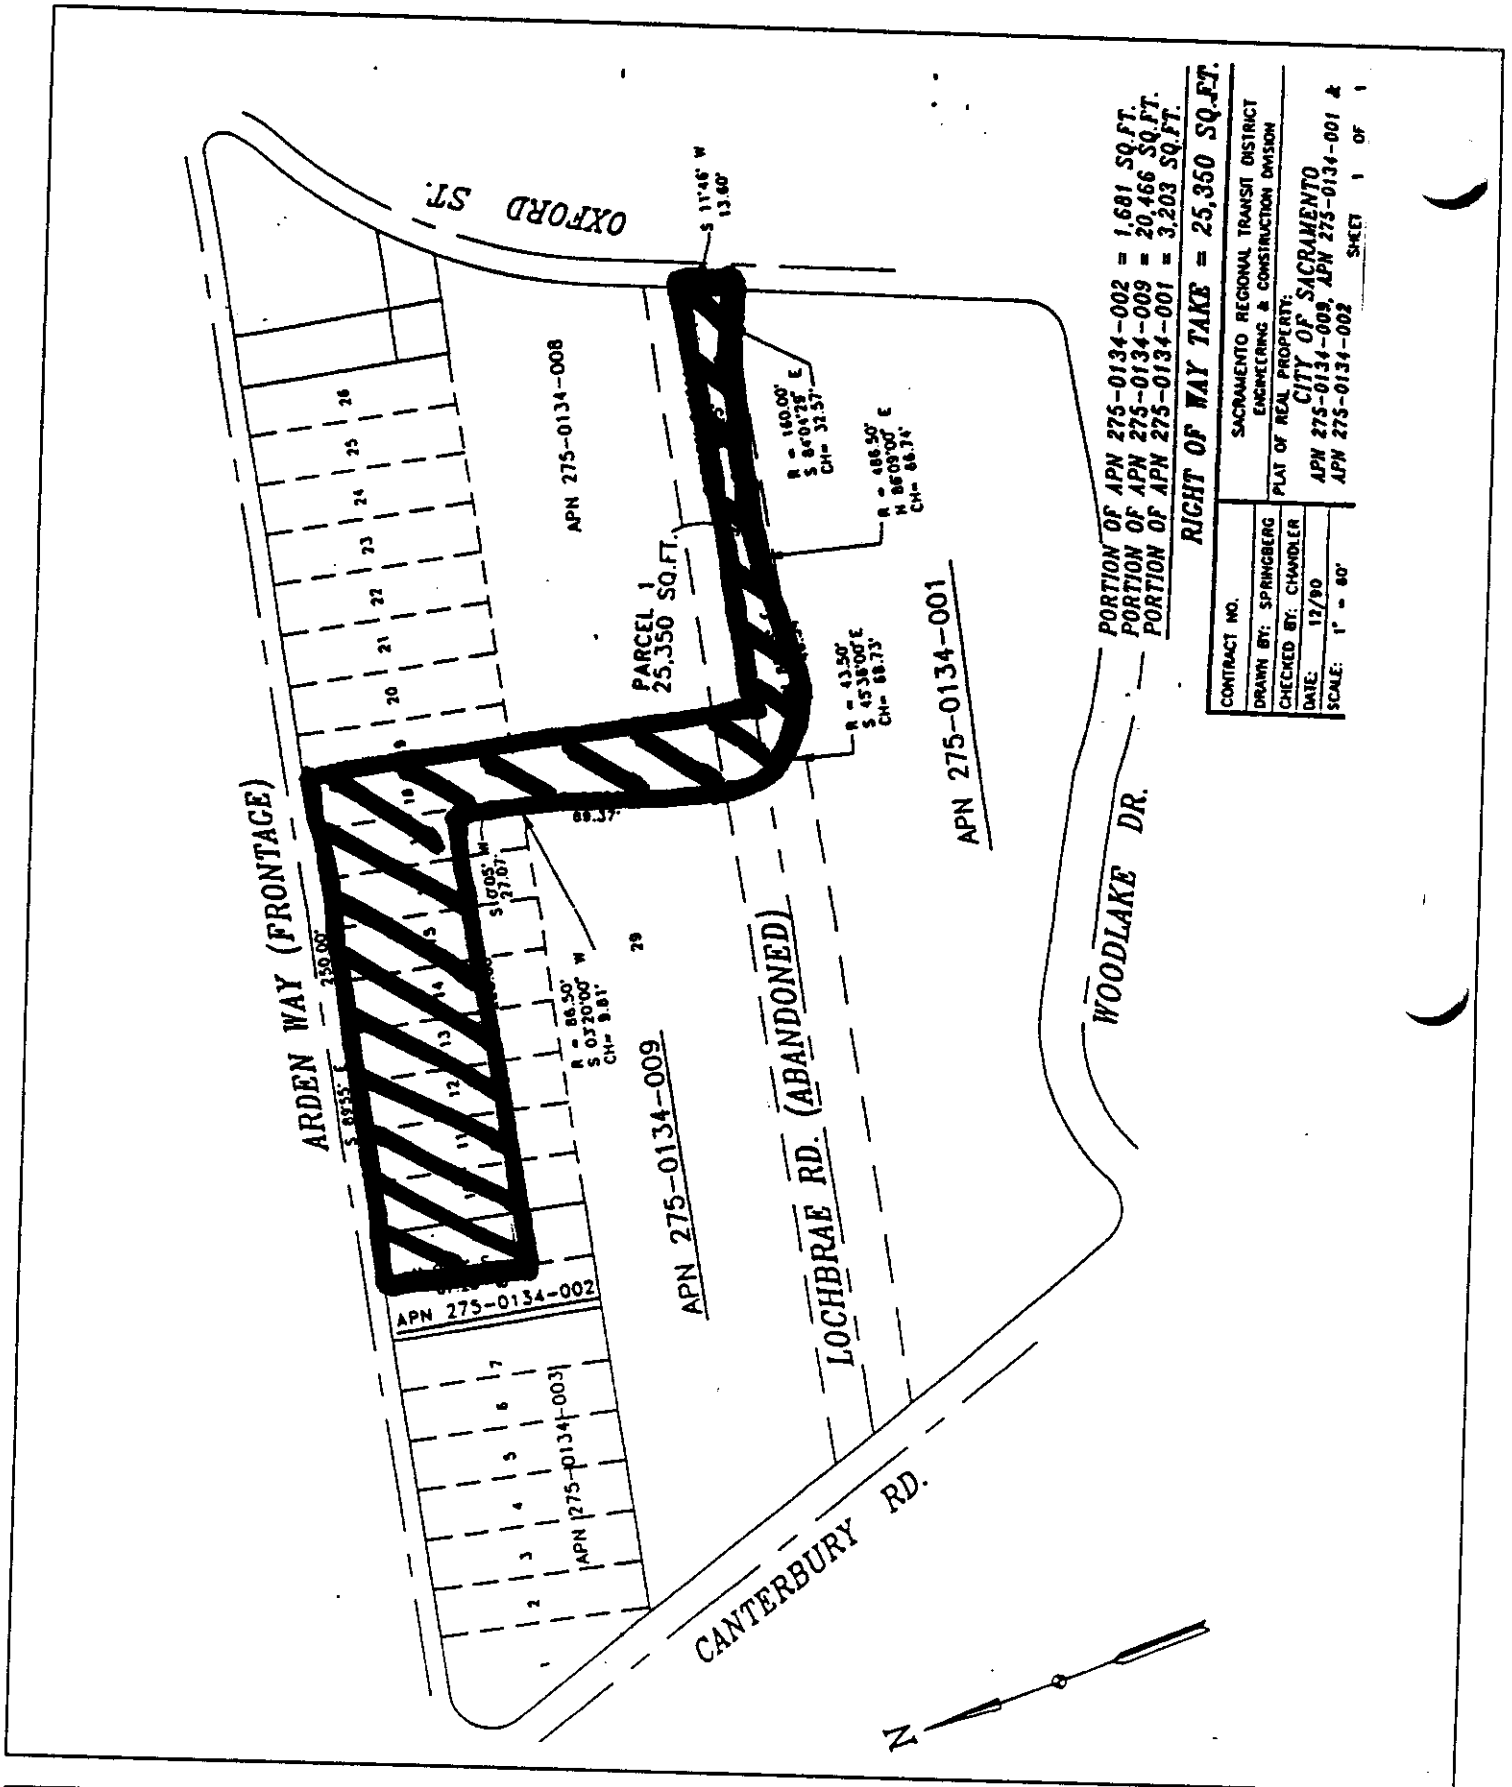 ARDEN WAY (FRONTAGE)
S 89°55' E
250.00'
OXFORD ST.
S 11°46' W
13.60'
26
25
24
23
22
21
20
18
15
14
13
12
11
7
6
5
4
3
2
APN 275-0134-008
PARCEL 1
25,350 SQ.FT.
R = 160.00'
S 84°04'29" E
CH= 32.57'
R = 486.50'
N 86°09'00" E
CH= 86.74'
R = 43.50'
S 45°38'00" E
CH= 68.73'
69.37'
27.07'
R = 86.50'
S 03°20'00" W
CH= 9.81'
29
APN 275-0134-001
APN 275-0134-009
APN 275-0134-002
APN 275-0134-003
LOCHBRAE RD. (ABANDONED)
WOODLAKE DR.
CANTERBURY RD.
N
PORTION OF APN 275-0134-002 = 1,681 SQ.FT.
PORTION OF APN 275-0134-009 = 20,466 SQ.FT.
PORTION OF APN 275-0134-001 = 3,203 SQ.FT.
RIGHT OF WAY TAKE = 25,350 SQ.FT.
CONTRACT NO.
DRAWN BY: SPRINGBERG
CHECKED BY: CHANDLER
DATE: 12/90
SCALE: 1" = 80'
SACRAMENTO REGIONAL TRANSIT DISTRICT
ENGINEERING & CONSTRUCTION DIVISION
PLAT OF REAL PROPERTY:
CITY OF SACRAMENTO
APN 275-0134-009, APN 275-0134-001 &
APN 275-0134-002
SHEET 1 OF 1